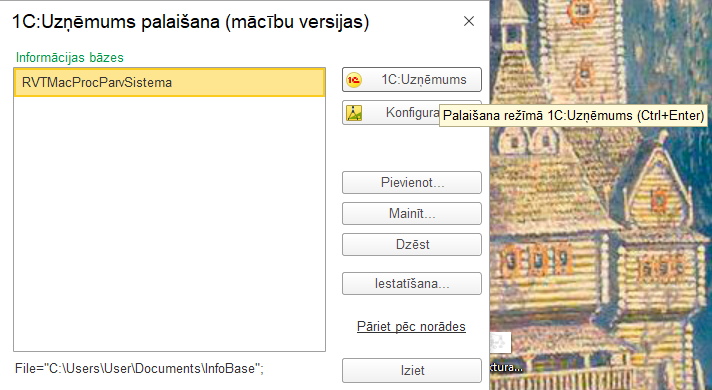 1C:Uzņēmums palaišana (mācību versijas)
Informācijas bāzes
RVTMacProcParvSistema
1C:Uzņēmums
Konfigura
Palaišana režīmā 1C:Uzņēmums (Ctrl+Enter)
Pievienot...
Mainīt...
Dzēst
Iestatīšana...
Pāriet pēc norādes
File="C:\Users\User\Documents\InfoBase";
Iziet
ktura...